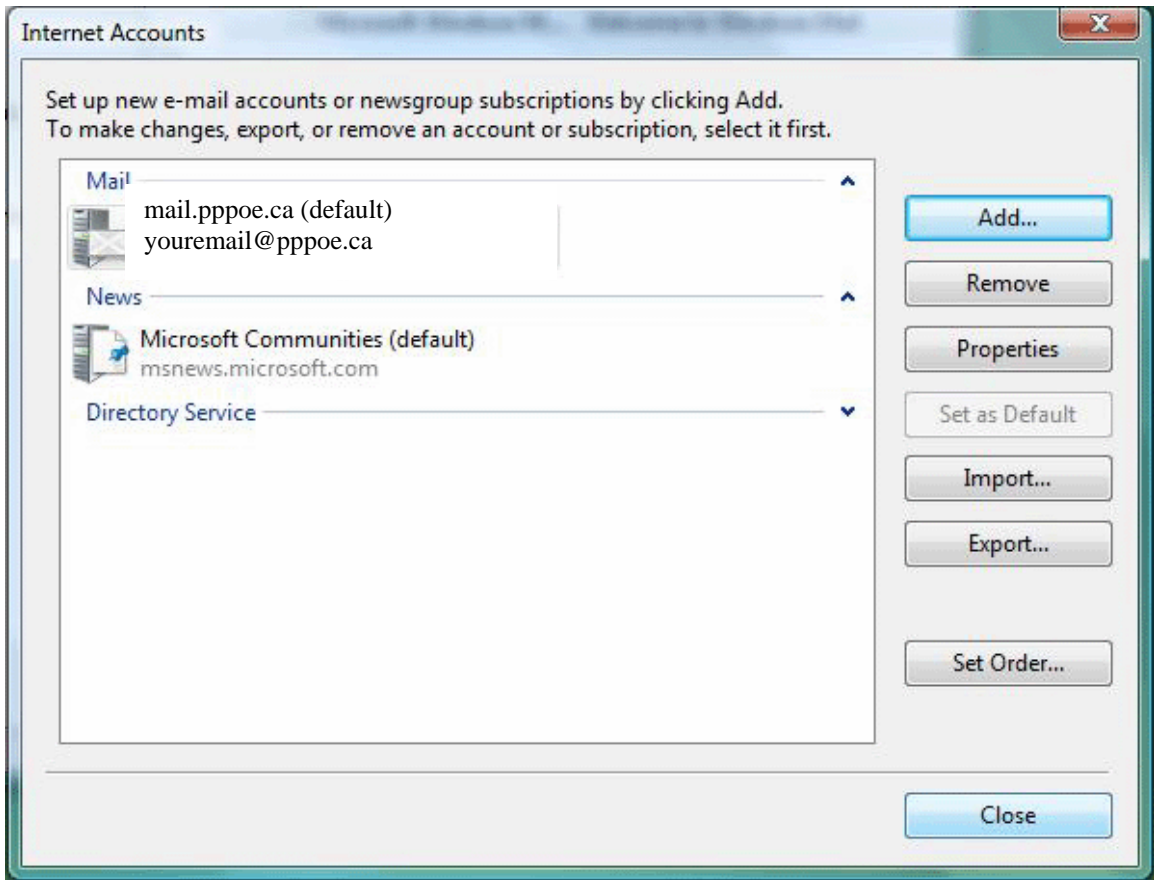 Internet Accounts
Set up new e-mail accounts or newsgroup subscriptions by clicking Add.
To make changes, export, or remove an account or subscription, select it first.
Mail
mail.pppoe.ca (default)
youremail@pppoe.ca
News
Microsoft Communities (default)
msnews.microsoft.com
Directory Service
Add...
Remove
Properties
Set as Default
Import...
Export...
Set Order...
Close